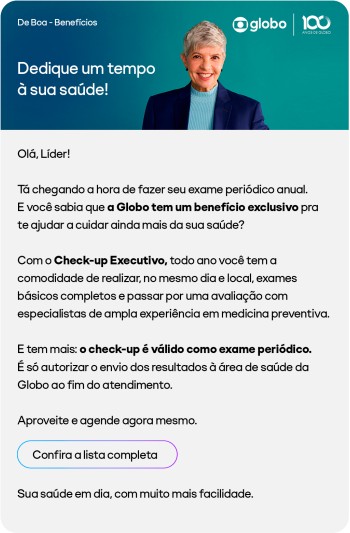 De Boa - Benefícios
globo
100
ANOS DE GLOBO
Dedique um tempo
à sua saúde!
Olá, Líder!
Tá chegando a hora de fazer seu exame periódico anual.
E você sabia que a Globo tem um benefício exclusivo pra
te ajudar a cuidar ainda mais da sua saúde?
Com o Check-up Executivo, todo ano você tem a
comodidade de realizar, no mesmo dia e local, exames
básicos completos e passar por uma avaliação com
especialistas de ampla experiência em medicina preventiva.
E tem mais: o check-up é válido como exame periódico.
É só autorizar o envio dos resultados à área de saúde da
Globo ao fim do atendimento.
Aproveite e agende agora mesmo.
Confira a lista completa
Sua saúde em dia, com muito mais facilidade.